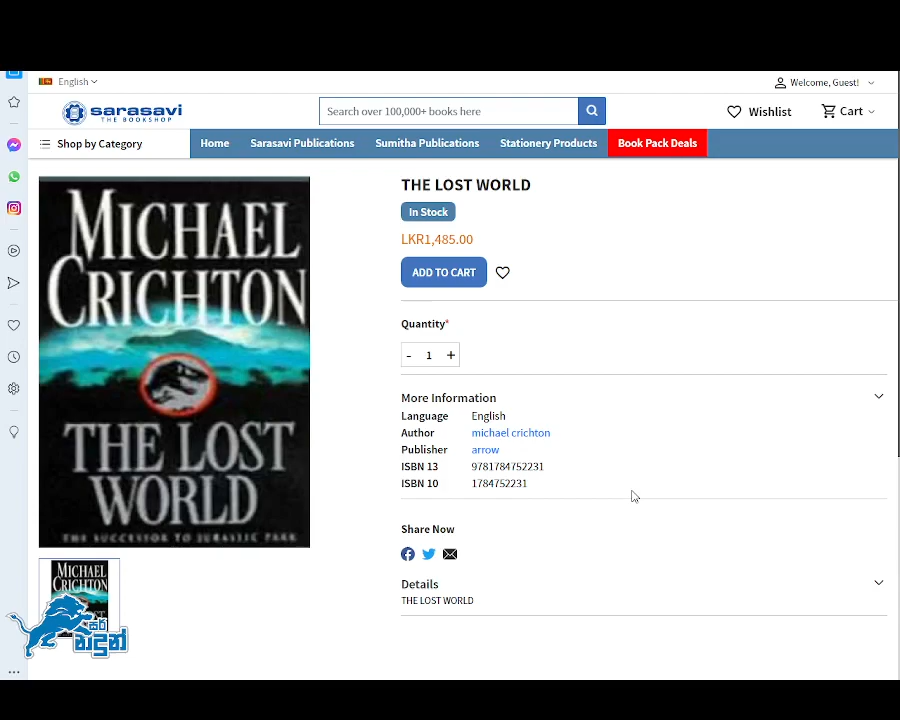 English
Welcome, Guest!
sarasavi
THE BOOKSHOP
Search over 100,000+ books here
Wishlist
Cart
Shop by Category
Home
Sarasavi Publications
Sumitha Publications
Stationery Products
Book Pack Deals
MICHAEL
CRICHTON
THE LOST
WORLD
THE SUCCESSOR TO JURASSIC PARK
THE LOST WORLD
In Stock
LKR1,485.00
ADD TO CART
Quantity*
- 1 +
More Information
Language English
Author michael crichton
Publisher arrow
ISBN 13 9781784752231
ISBN 10 1784752231
Share Now
Details
THE LOST WORLD
MICHAEL
CRICHTON
සර්
නදුන්